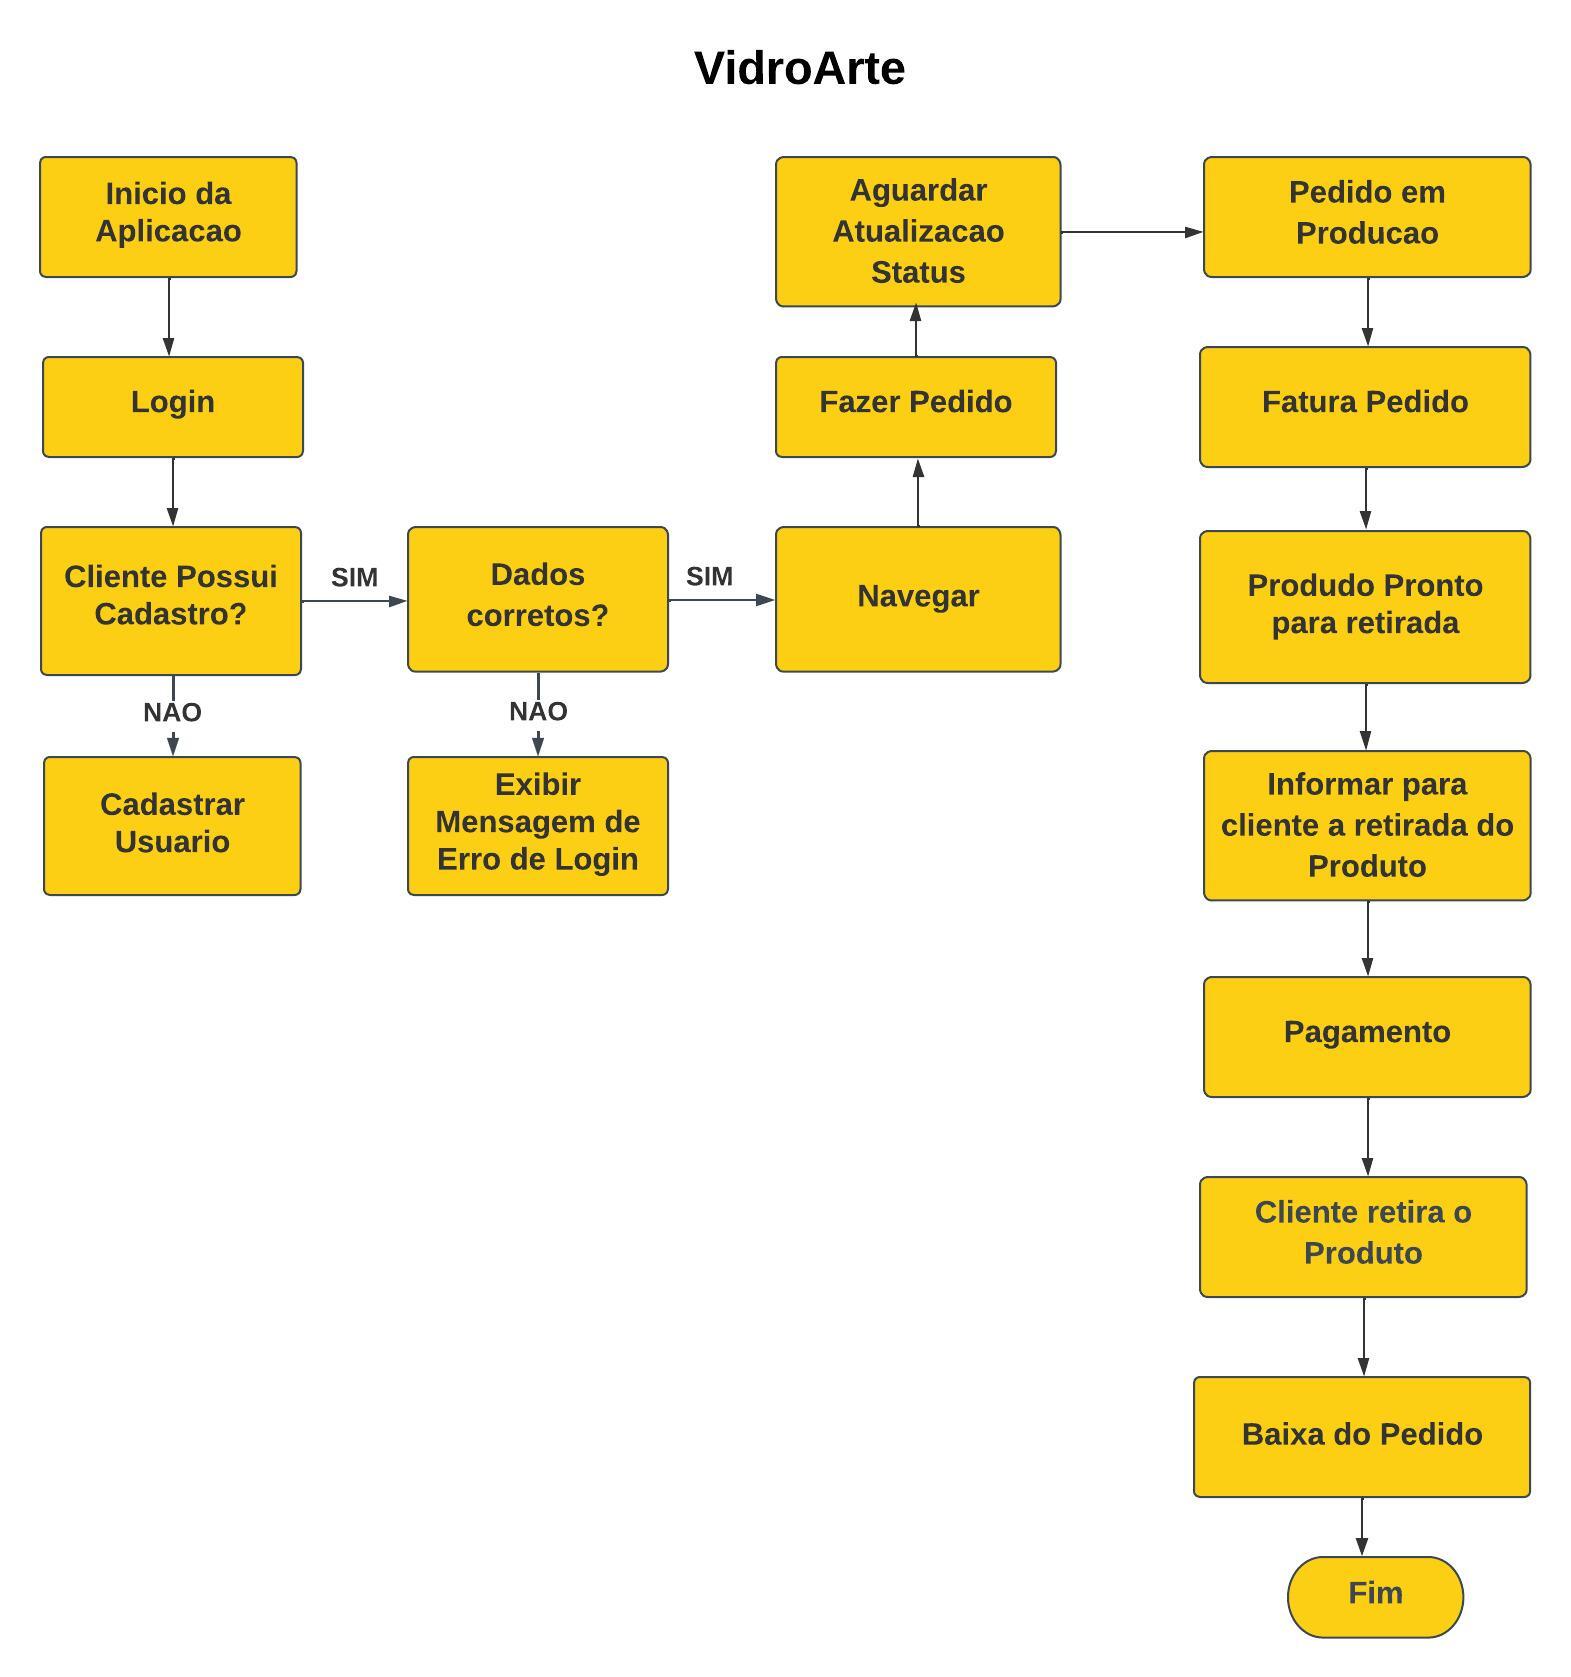 VidroArte
Inicio da
Aplicacao
Login
Cliente Possui
Cadastro?
SIM
NAO
Cadastrar
Usuario
Dados
corretos?
SIM
NAO
Exibir
Mensagem de
Erro de Login
Navegar
Fazer Pedido
Aguardar
Atualizacao
Status
Pedido em
Producao
Fatura Pedido
Produdo Pronto
para retirada
Informar para
cliente a retirada do
Produto
Pagamento
Cliente retira o
Produto
Baixa do Pedido
Fim